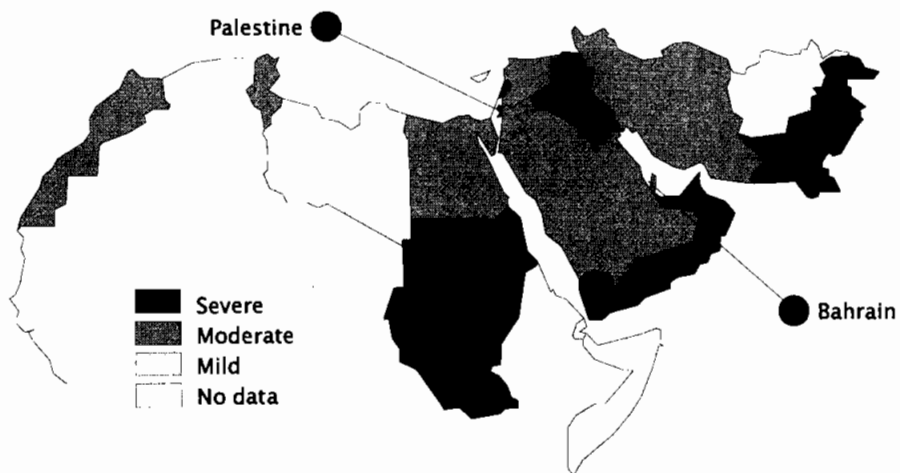 Palestine
Severe
Moderate
Mild
No data
Bahrain